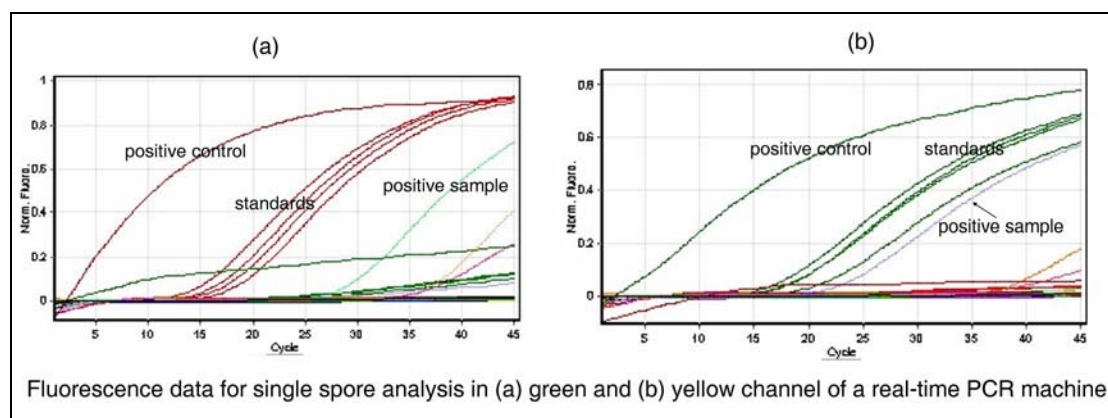 (a)
(b)
1
0.8
0.6
0.4
0.2
0
Norm. Fluoro.
positive control
standards
positive sample
5 10 15 20 25 30 35 40 45
Cycle
0.8
0.6
0.4
0.2
0
Norm. Fluoro.
positive control
standards
positive sample
5 10 15 20 25 30 35 40 45
Cycle
Fluorescence data for single spore analysis in (a) green and (b) yellow channel of a real-time PCR machine